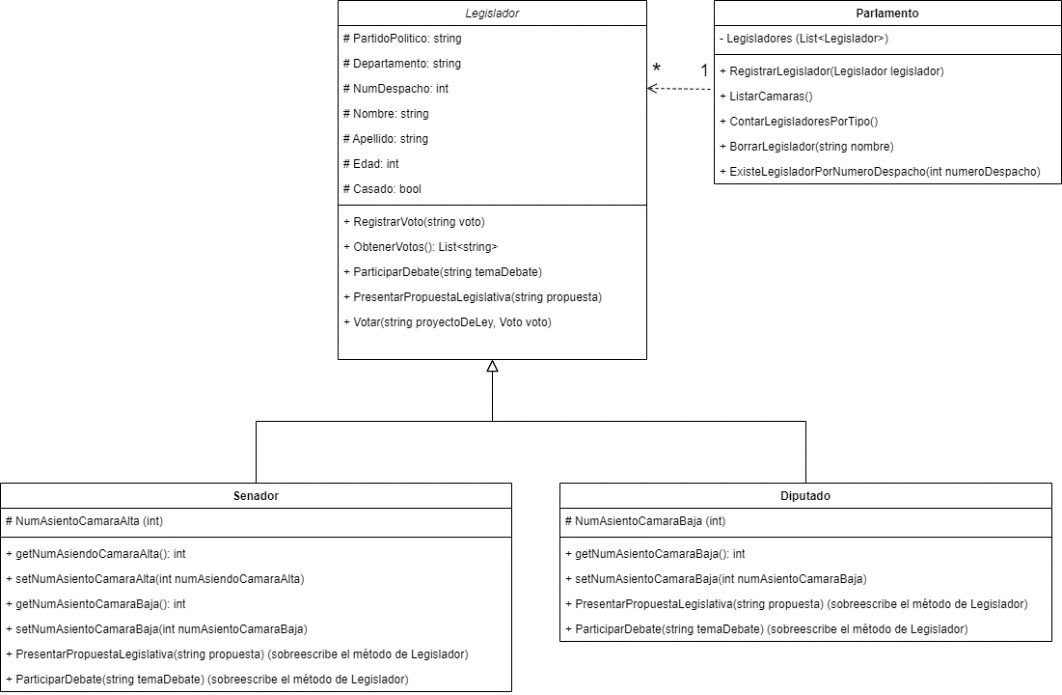 Legislador
# PartidoPolitico: string
# Departamento: string
# NumDespacho: int
# Nombre: string
# Apellido: string
# Edad: int
# Casado: bool
+ RegistrarVoto(string voto)
+ ObtenerVotos(): List<string>
+ ParticiparDebate(string temaDebate)
+ PresentarPropuestaLegislativa(string propuesta)
+ Votar(string proyectoDeLey, Voto voto)
* 1
Parlamento
- Legisladores (List<Legislador>)
+ RegistrarLegislador(Legislador legislador)
+ ListarCamaras()
+ ContarLegisladoresPorTipo()
+ BorrarLegislador(string nombre)
+ ExisteLegisladorPorNumeroDespacho(int numeroDespacho)
Senador
# NumAsientoCamaraAlta (int)
+ getNumAsiendoCamaraAlta(): int
+ setNumAsientoCamaraAlta(int numAsiendoCamaraAlta)
+ getNumAsientoCamaraBaja(): int
+ setNumAsientoCamaraBaja(int numAsientoCamaraBaja)
+ PresentarPropuestaLegislativa(string propuesta) (sobreescribe el método de Legislador)
+ ParticiparDebate(string temaDebate) (sobreescribe el método de Legislador)
Diputado
# NumAsientoCamaraBaja (int)
+ getNumAsientoCamaraBaja(): int
+ setNumAsientoCamaraBaja(int numAsientoCamaraBaja)
+ PresentarPropuestaLegislativa(string propuesta) (sobreescribe el método de Legislador)
+ ParticiparDebate(string temaDebate) (sobreescribe el método de Legislador)